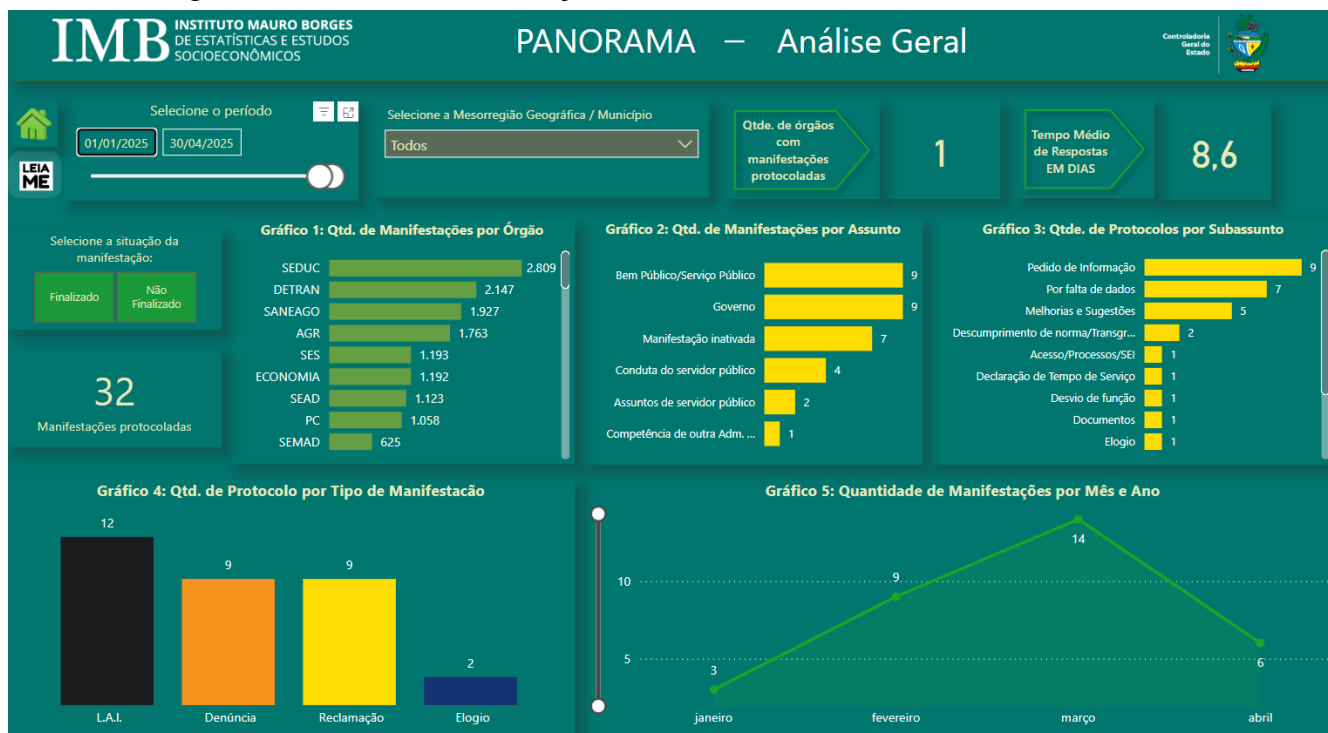 IMB INSTITUTO MAURO BORGES
DE ESTATÍSTICAS E ESTUDOS
SOCIOECONÔMICOS
PANORAMA — Análise Geral
Controladoria
Geral do
Estado
Selecione o período
01/01/2025 30/04/2025
LEIA
ME
Selecione a Mesorregião Geográfica / Município
Todos
Qtde. de órgãos
com
manifestações
protocoladas
1
Tempo Médio
de Respostas
EM DIAS
8,6
Selecione a situação da
manifestação:
Finalizado
Não
Finalizado
32
Manifestações protocoladas
Gráfico 1: Qtd. de Manifestações por Órgão
SEDUC 2.809
DETRAN 2.147
SANEAGO 1.927
AGR 1.763
SES 1.193
ECONOMIA 1.192
SEAD 1.123
PC 1.058
SEMAD 625
Gráfico 2: Qtd. de Manifestações por Assunto
Bem Público/Serviço Público 9
Governo 9
Manifestação inativada 7
Conduta do servidor público 4
Assuntos de servidor público 2
Competência de outra Adm. ... 1
Gráfico 3: Qtde. de Protocolos por Subassunto
Pedido de Informação 9
Por falta de dados 7
Melhorias e Sugestões 5
Descumprimento de norma/Transgr... 2
Acesso/Processos/SEI 1
Declaração de Tempo de Serviço 1
Desvio de função 1
Documentos 1
Elogio 1
Gráfico 4: Qtd. de Protocolo por Tipo de Manifestacão
12
9
9
2
L.A.I. Denúncia Reclamação Elogio
Gráfico 5: Quantidade de Manifestações por Mês e Ano
10
5
3
9
14
6
janeiro fevereiro março abril